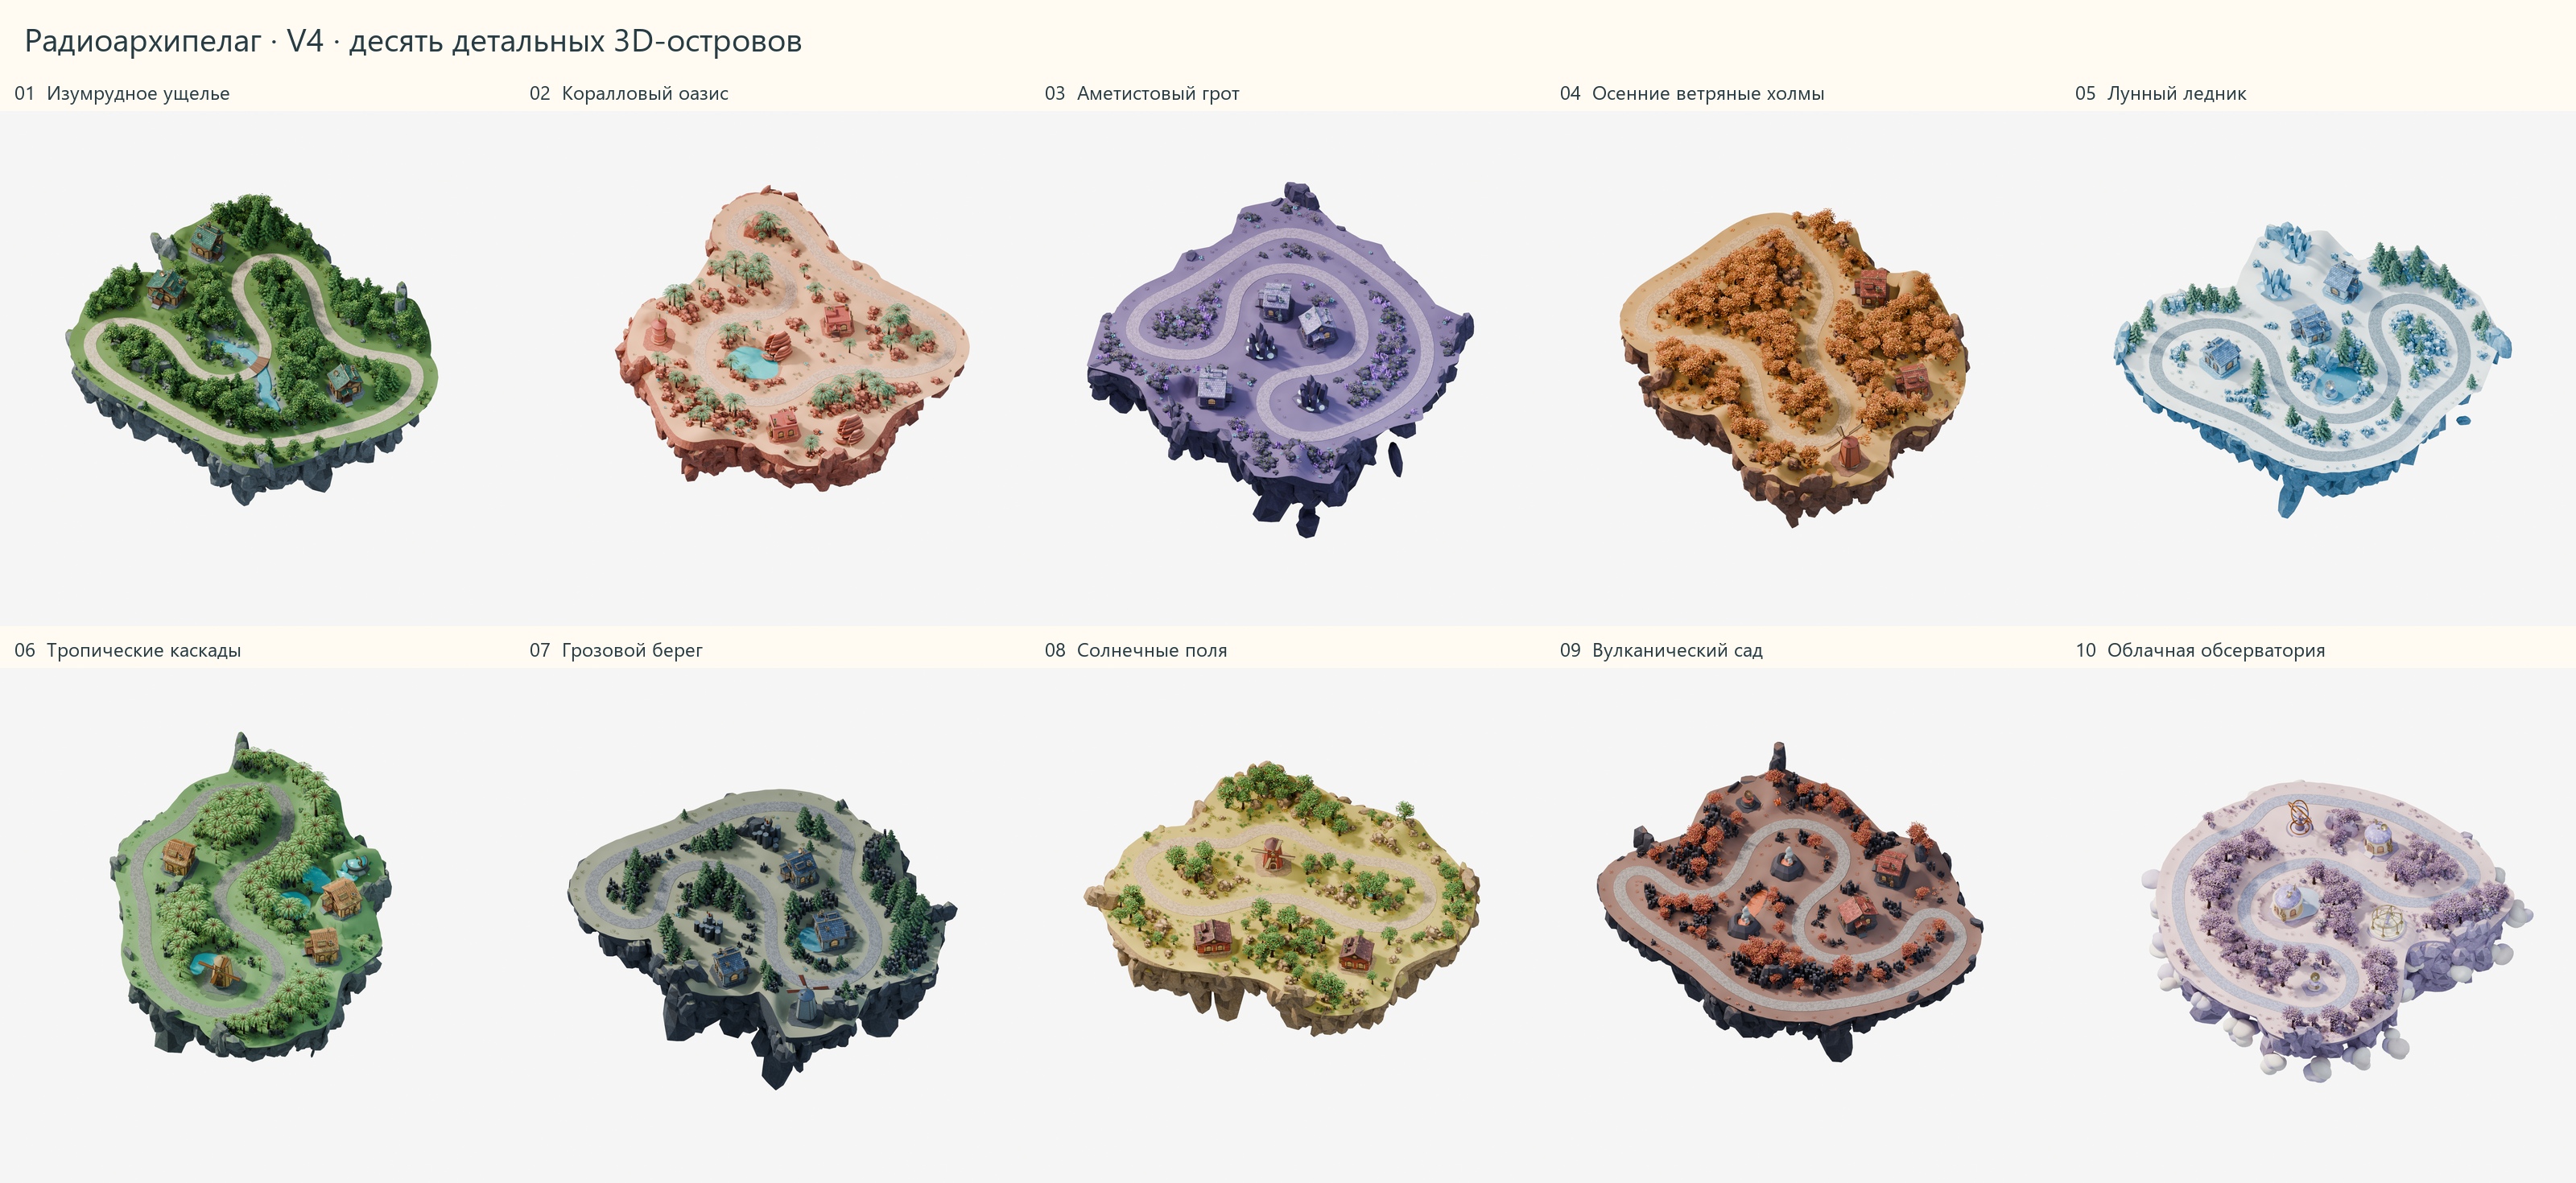 Радиоархипелаг · V4 · десять детальных 3D-островов
01 Изумрудное ущелье
02 Коралловый оазис
03 Аметистовый грот
04 Осенние ветряные холмы
05 Лунный ледник
06 Тропические каскады
07 Грозовой берег
08 Солнечные поля
09 Вулканический сад
10 Облачная обсерватория